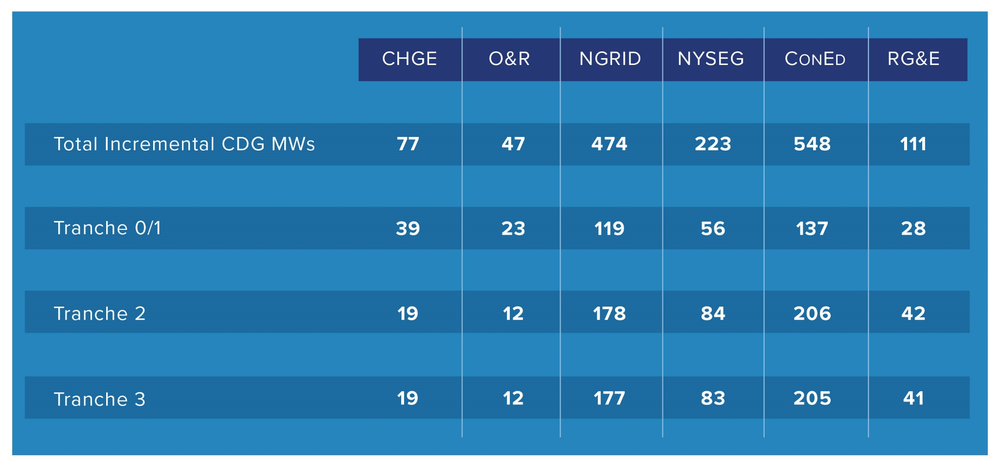 CHGE O&R NGRID NYSEG ConEd RG&E
Total Incremental CDG MWs 77 47 474 223 548 111
Tranche 0/1 39 23 119 56 137 28
Tranche 2 19 12 178 84 206 42
Tranche 3 19 12 177 83 205 41